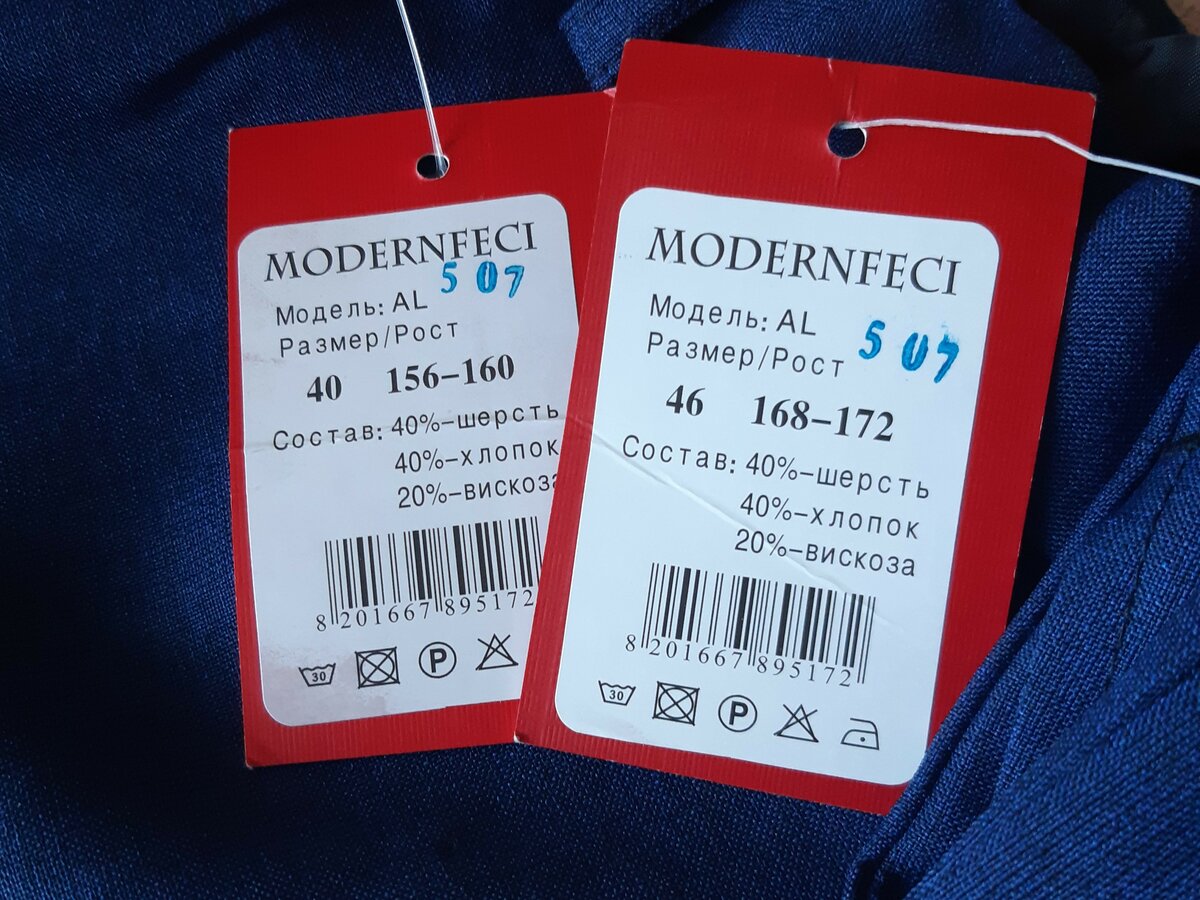 MODERNFECI
Модель: AL 507
Размер/Рост
40 156-160
Состав: 40%-шерсть
40%-хлопок
20%-вискоза
8 201667 895172
30
P
MODERNFECI
Модель: AL 507
Размер/Рост
46 168-172
Состав: 40%-шерсть
40%-хлопок
20%-вискоза
8 201667 895172
30
P